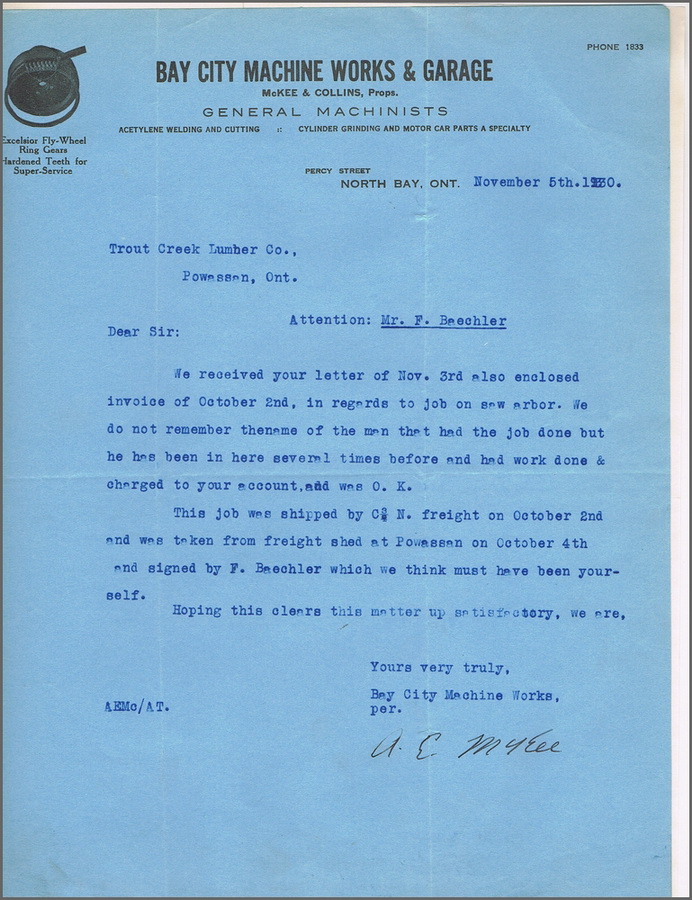 PHONE 1833
BAY CITY MACHINE WORKS & GARAGE
McKEE & COLLINS, Props.
GENERAL MACHINISTS
ACETYLENE WELDING AND CUTTING :: CYLINDER GRINDING AND MOTOR CAR PARTS A SPECIALTY
Excelsior Fly-Wheel
Ring Gears
Hardened Teeth for
Super-Service
PERCY STREET
NORTH BAY, ONT. November 5th.1930.
Trout Creek Lumber Co.,
Powassan, Ont.
Attention: Mr. F. Baechler
Dear Sir:
We received your letter of Nov. 3rd also enclosed
invoice of October 2nd, in regards to job on saw arbor. We
do not remember thename of the man that had the job done but
he has been in here several times before and had work done &
charged to your account,and was O. K.
This job was shipped by C& N. freight on October 2nd
and was taken from freight shed at Powassan on October 4th
and signed by F. Baechler which we think must have been your-
self.
Hoping this clears this matter up satisfactory, we are,
Yours very truly,
Bay City Machine Works,
per.
AEMc/AT.
A. E. McKee